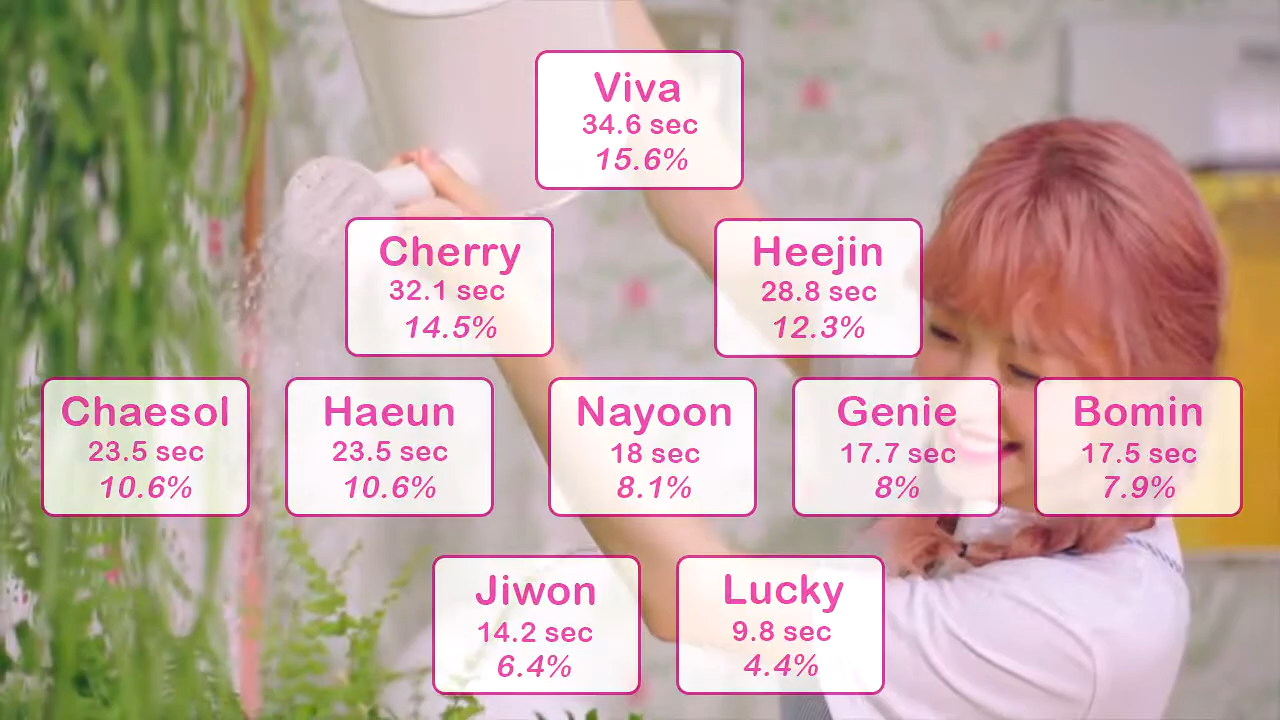 Viva
34.6 sec
15.6%
Cherry
32.1 sec
14.5%
Heejin
28.8 sec
12.3%
Chaesol
23.5 sec
10.6%
Haeun
23.5 sec
10.6%
Nayoon
18 sec
8.1%
Genie
17.7 sec
8%
Bomin
17.5 sec
7.9%
Jiwon
14.2 sec
6.4%
Lucky
9.8 sec
4.4%